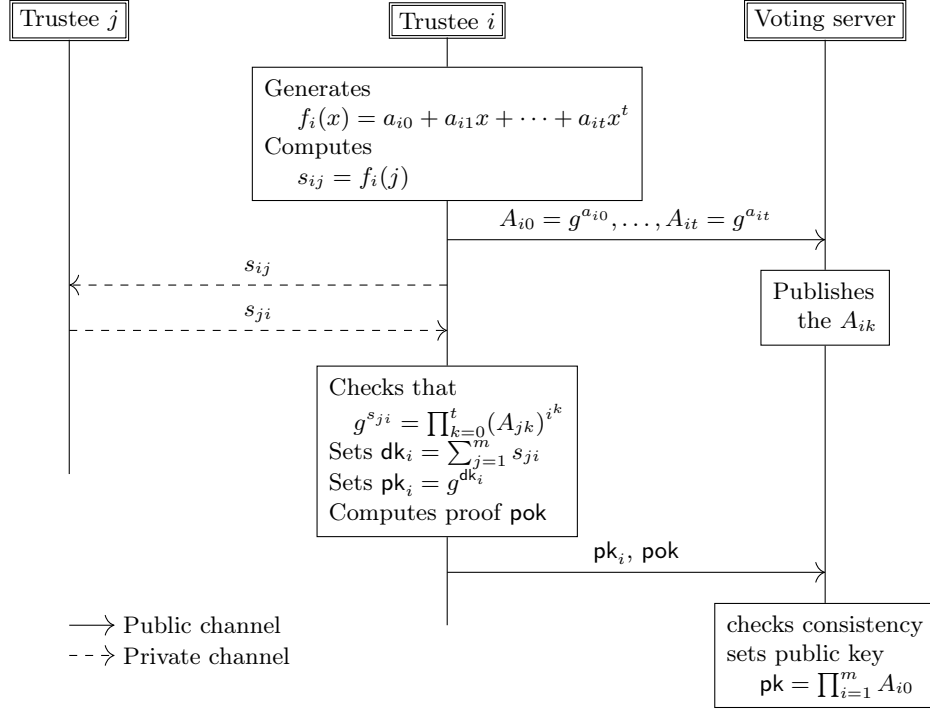 Trustee j
Trustee i
Voting server
Generates
f_i(x) = a_{i0} + a_{i1}x + ⋯ + a_{it}x^t
Computes
s_{ij} = f_i(j)
A_{i0} = g^{a_{i0}}, …, A_{it} = g^{a_{it}}
s_{ij}
Publishes
the A_{ik}
s_{ji}
Checks that
g^{s_{ji}} = ∏_{k=0}^{t}(A_{jk})^{i^k}
Sets dk_i = ∑_{j=1}^{m} s_{ji}
Sets pk_i = g^{dk_i}
Computes proof pok
pk_i, pok
Public channel
Private channel
checks consistency
sets public key
pk = ∏_{i=1}^{m} A_{i0}